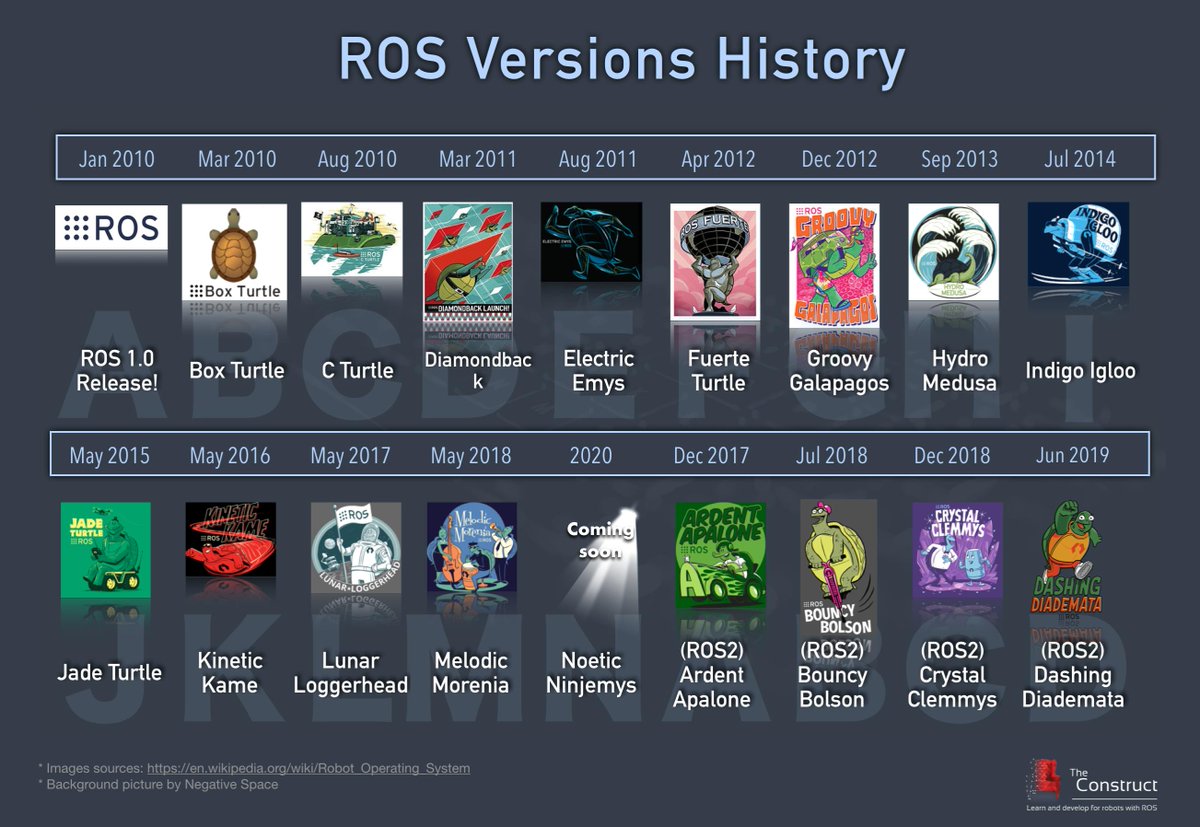 ROS Versions History
Jan 2010 Mar 2010 Aug 2010 Mar 2011 Aug 2011 Apr 2012 Dec 2012 Sep 2013 Jul 2014
ROS
Box Turtle
ROS
C TURTLE
DIAMONDBACK LAUNCH!
ELECTRIC EMYS
ROS FUERTE
ROS
GROOVY
GALAPAGOS
ROS
HYDRO
MEDUSA
INDIGO
IGLOO
ROS
A B C D E F G H I
ROS 1.0
Release!
Box Turtle
C Turtle
Diamondbac
k
Electric
Emys
Fuerte
Turtle
Groovy
Galapagos
Hydro
Medusa
Indigo Igloo
May 2015 May 2016 May 2017 May 2018 2020 Dec 2017 Jul 2018 Dec 2018 Jun 2019
JADE
TURTLE
ROS
KINETIC
KAME
ROS
ROS
LUNAR LOGGERHEAD
Melodic
Morenia
Coming
soon
ARDENT
APALONE
ROS
A
ROS
BOUNCY
BOLSON
CRYSTAL
CLEMMYS
DASHING
DIADEMATA
ROS
J K L M N A B C D
Jade Turtle
Kinetic
Kame
Lunar
Loggerhead
Melodic
Morenia
Noetic
Ninjemys
(ROS2)
Ardent
Apalone
(ROS2)
Bouncy
Bolson
(ROS2)
Crystal
Clemmys
(ROS2)
Dashing
Diademata
* Images sources: https://en.wikipedia.org/wiki/Robot_Operating_System
* Background picture by Negative Space
The
Construct
Learn and develop for robots with ROS